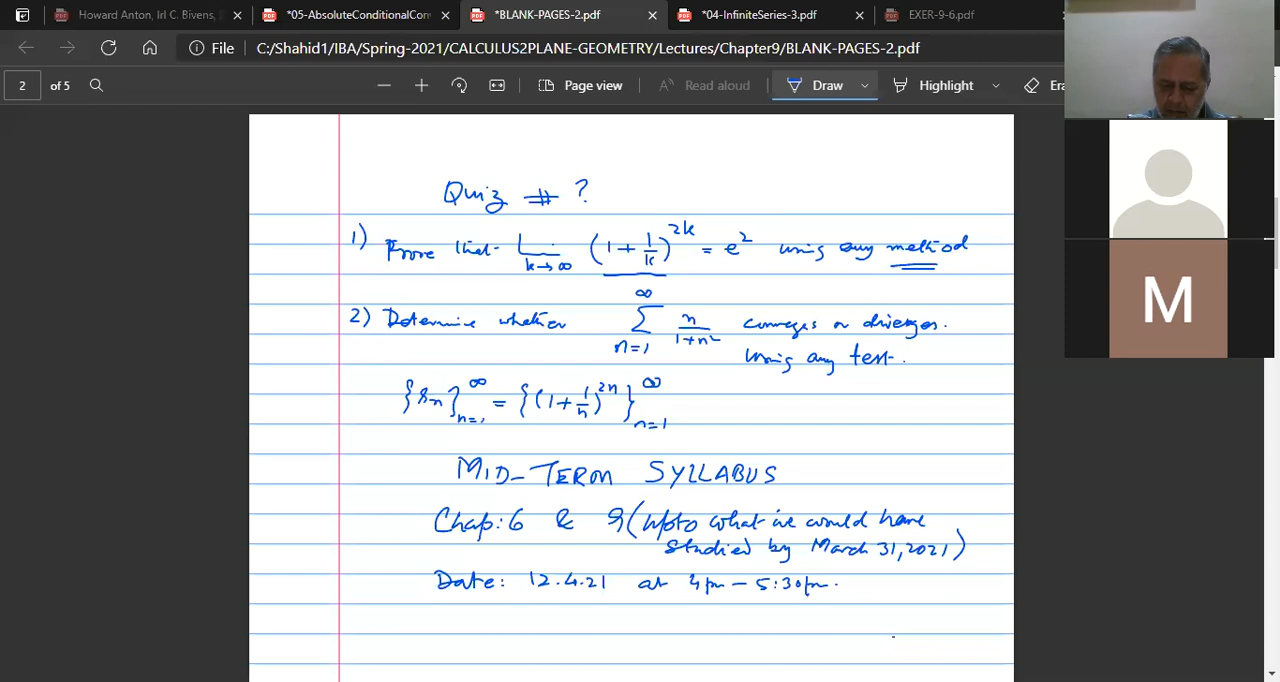 Howard Anton, Irl C. Bivens, Stephen
*05-AbsoluteConditionalCon
*BLANK-PAGES-2.pdf
*04-InfiniteSeries-3.pdf
EXER-9-6.pdf
File C:/Shahid1/IBA/Spring-2021/CALCULUS2PLANE-GEOMETRY/Lectures/Chapter9/BLANK-PAGES-2.pdf
2 of 5 Page view Read aloud Draw Highlight Era
Quiz # ?
1) Prove that Lim k→∞ (1 + 1/k)^2k = e^2 using any method
2) Determine whether ∑ n=1 ∞ n/1+n^2 converges or diverges.
Using any test.
{Sn}∞ n=1 = {(1+1/n)^2n}∞ n=1
MID-TERM SYLLABUS
Chap: 6 & 9 (upto what we would have
studied by March 31, 2021)
Date: 12.4.21 at 4pm – 5:30pm.
M